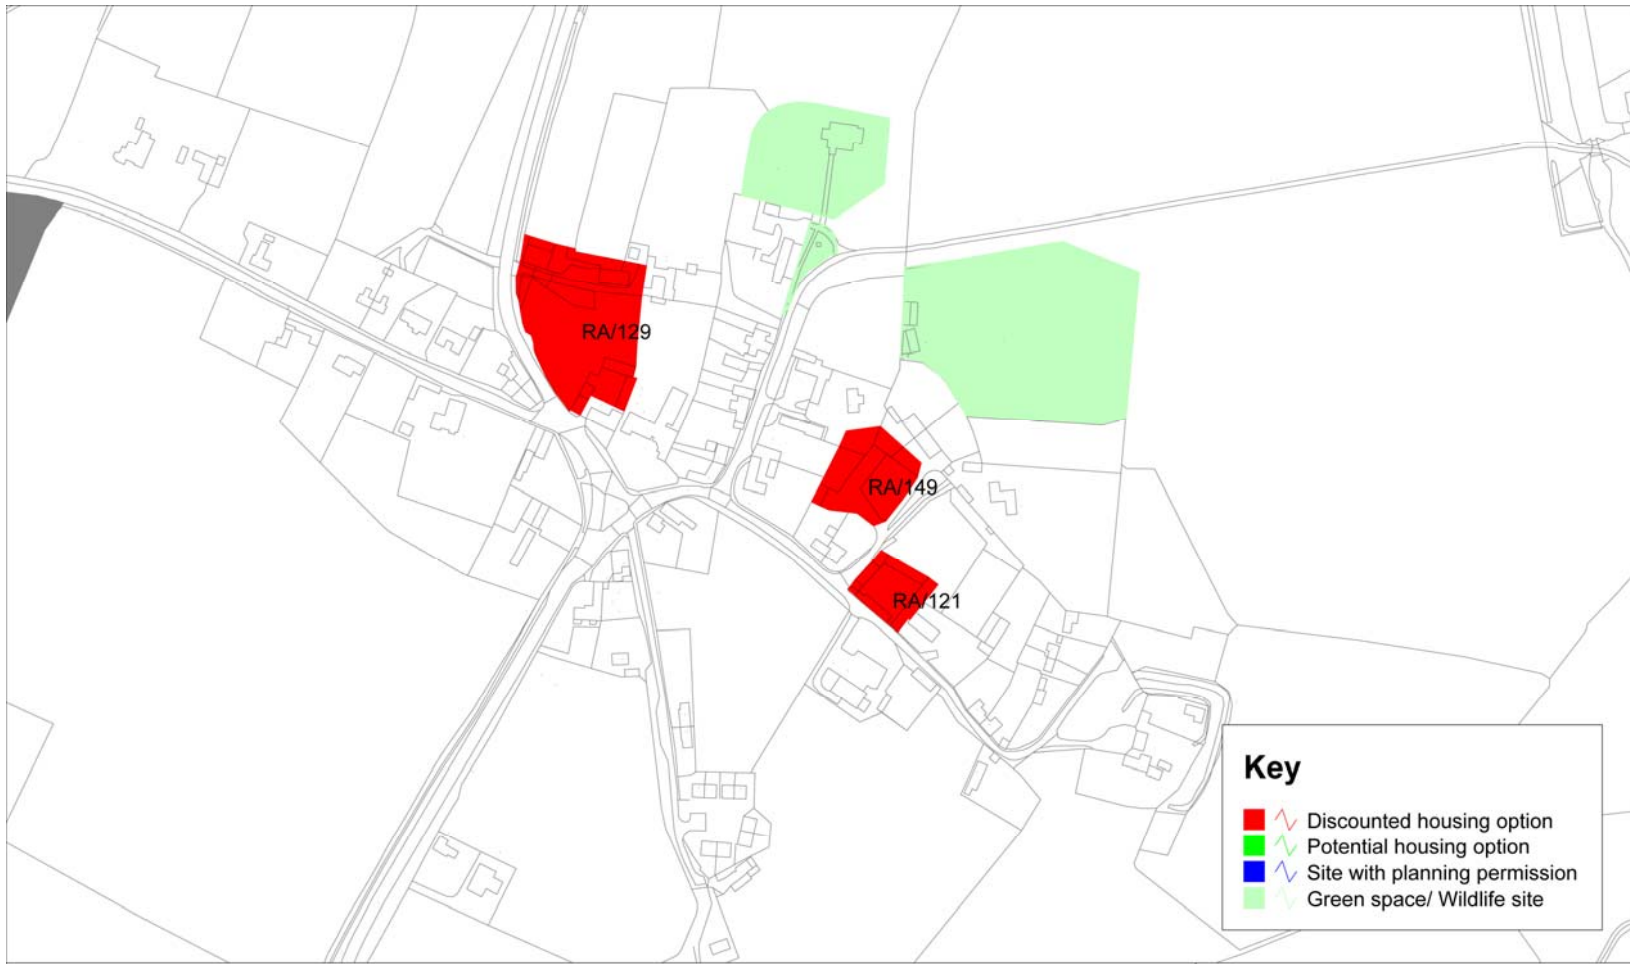 RA/129
RA/149
RA/121
Key
Discounted housing option
Potential housing option
Site with planning permission
Green space/ Wildlife site